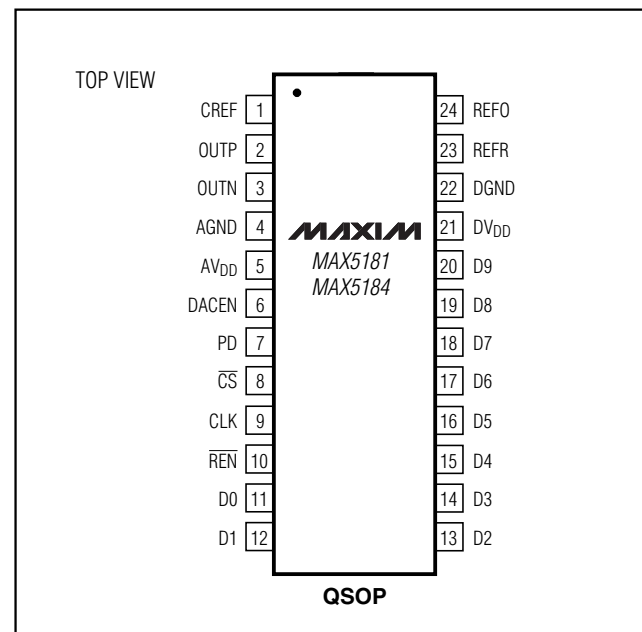 TOP VIEW
CREF 1
OUTP 2
OUTN 3
AGND 4
AVDD 5
DACEN 6
PD 7
C̅S̅ 8
CLK 9
R̅E̅N̅ 10
D0 11
D1 12
MAXIM
MAX5181
MAX5184
24 REFO
23 REFR
22 DGND
21 DVDD
20 D9
19 D8
18 D7
17 D6
16 D5
15 D4
14 D3
13 D2
QSOP